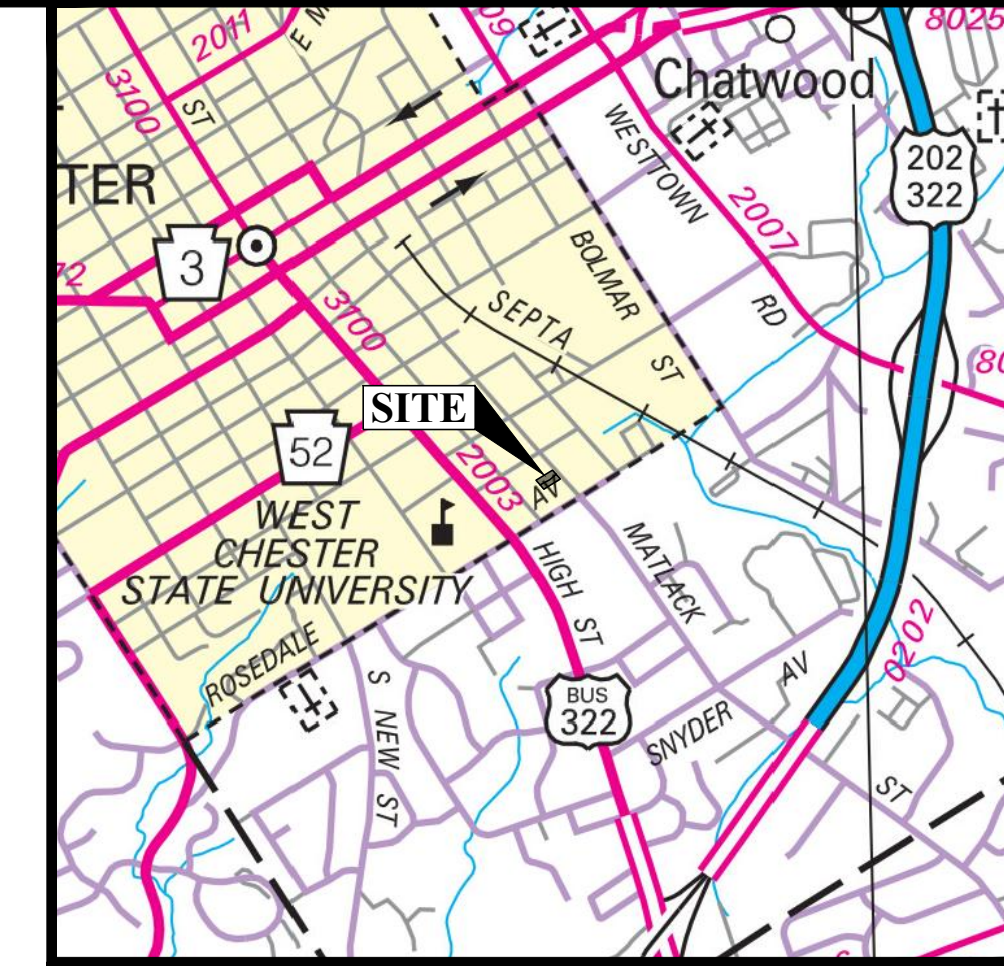 8025
2011
E M
09
3100
ST
Chatwood
WESTTOWN
2007
RD
202
322
TER
3
BOLMAR
ST
SEPTA
3100
SITE
52
2003
AV
WEST
CHESTER
STATE UNIVERSITY
HIGH
ST
MATLACK
0202
ROSEDALE
S NEW ST
BUS
322
SNYDER
AV
ST